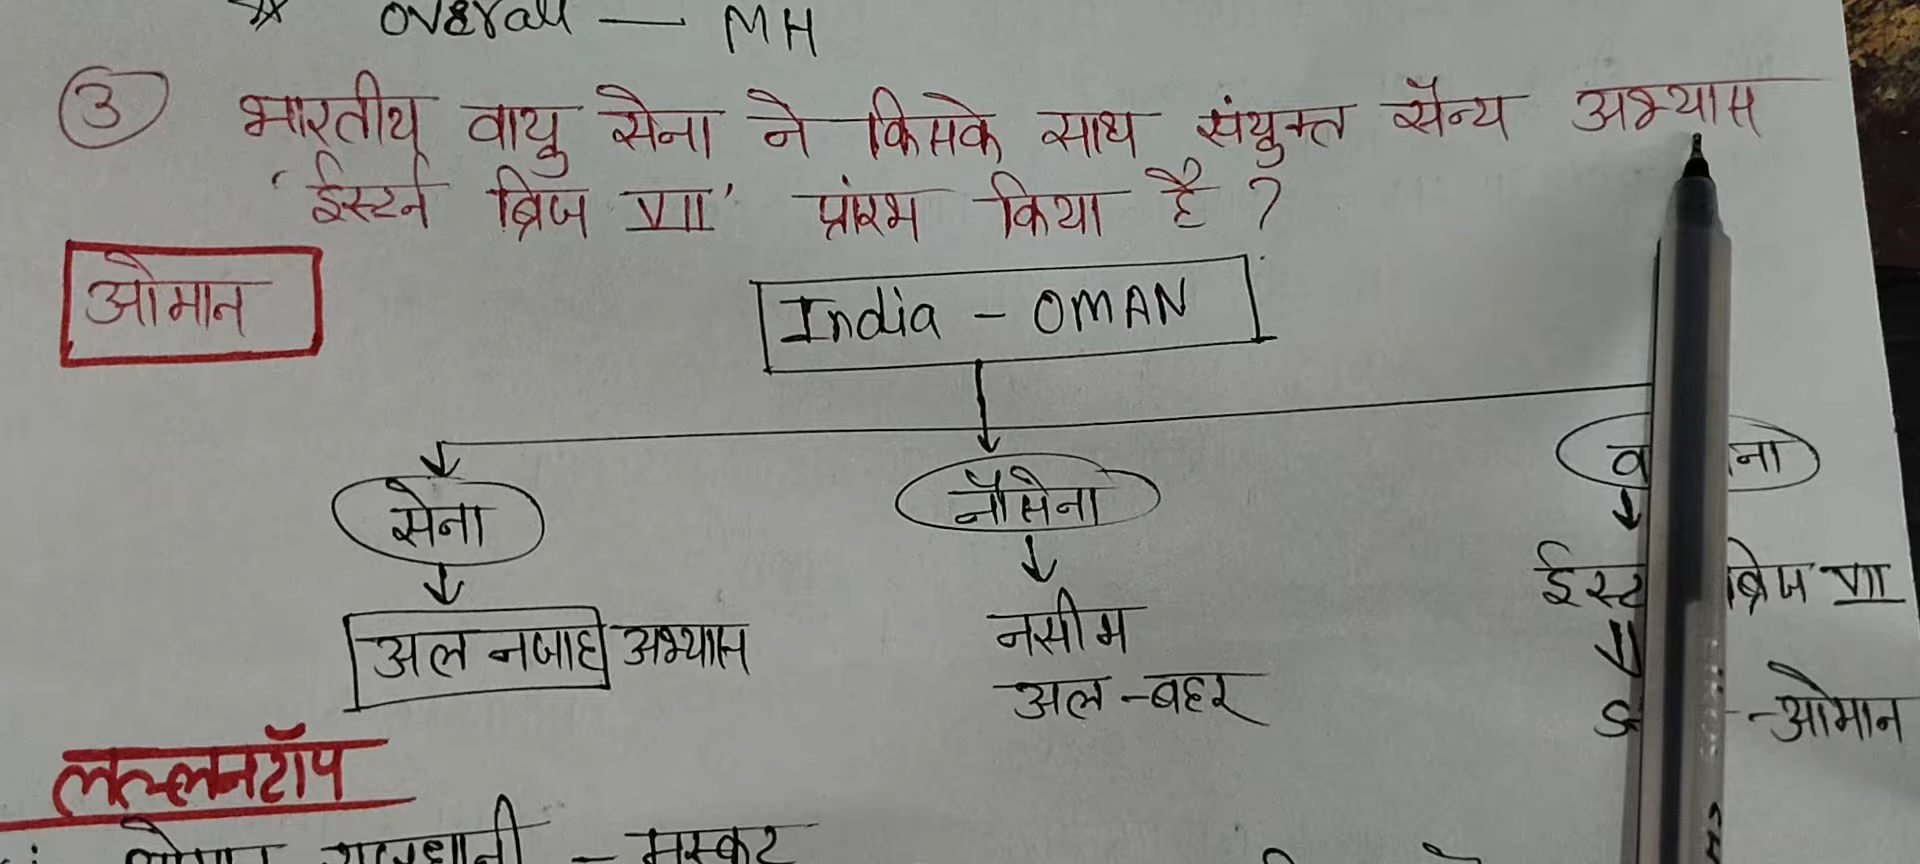 overall — MH
③ भारतीय वायु सेना ने किसके साथ संयुक्त सैन्य अभ्यास
'ईस्टर्न ब्रिज VII' प्रांरभ किया है ?
ओमान
India - OMAN
सेना
नौसेना
अल नजाह अभ्यास
नसीम
अल-बहर
ब्रिज VII
-ओमान
लल्लनटॉप
राजधानी - मस्कट